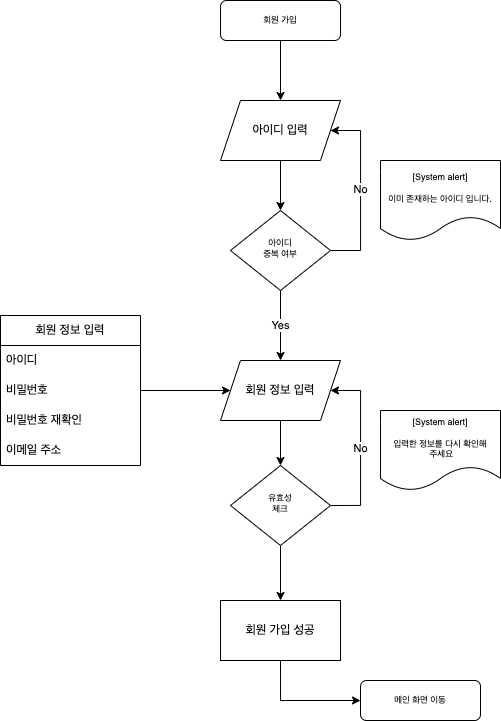 회원 가입
아이디 입력
[System alert]
이미 존재하는 아이디 입니다.
No
아이디
중복 여부
Yes
회원 정보 입력
아이디
비밀번호
비밀번호 재확인
이메일 주소
회원 정보 입력
[System alert]
입력한 정보를 다시 확인해
주세요
No
유효성
체크
회원 가입 성공
메인 화면 이동